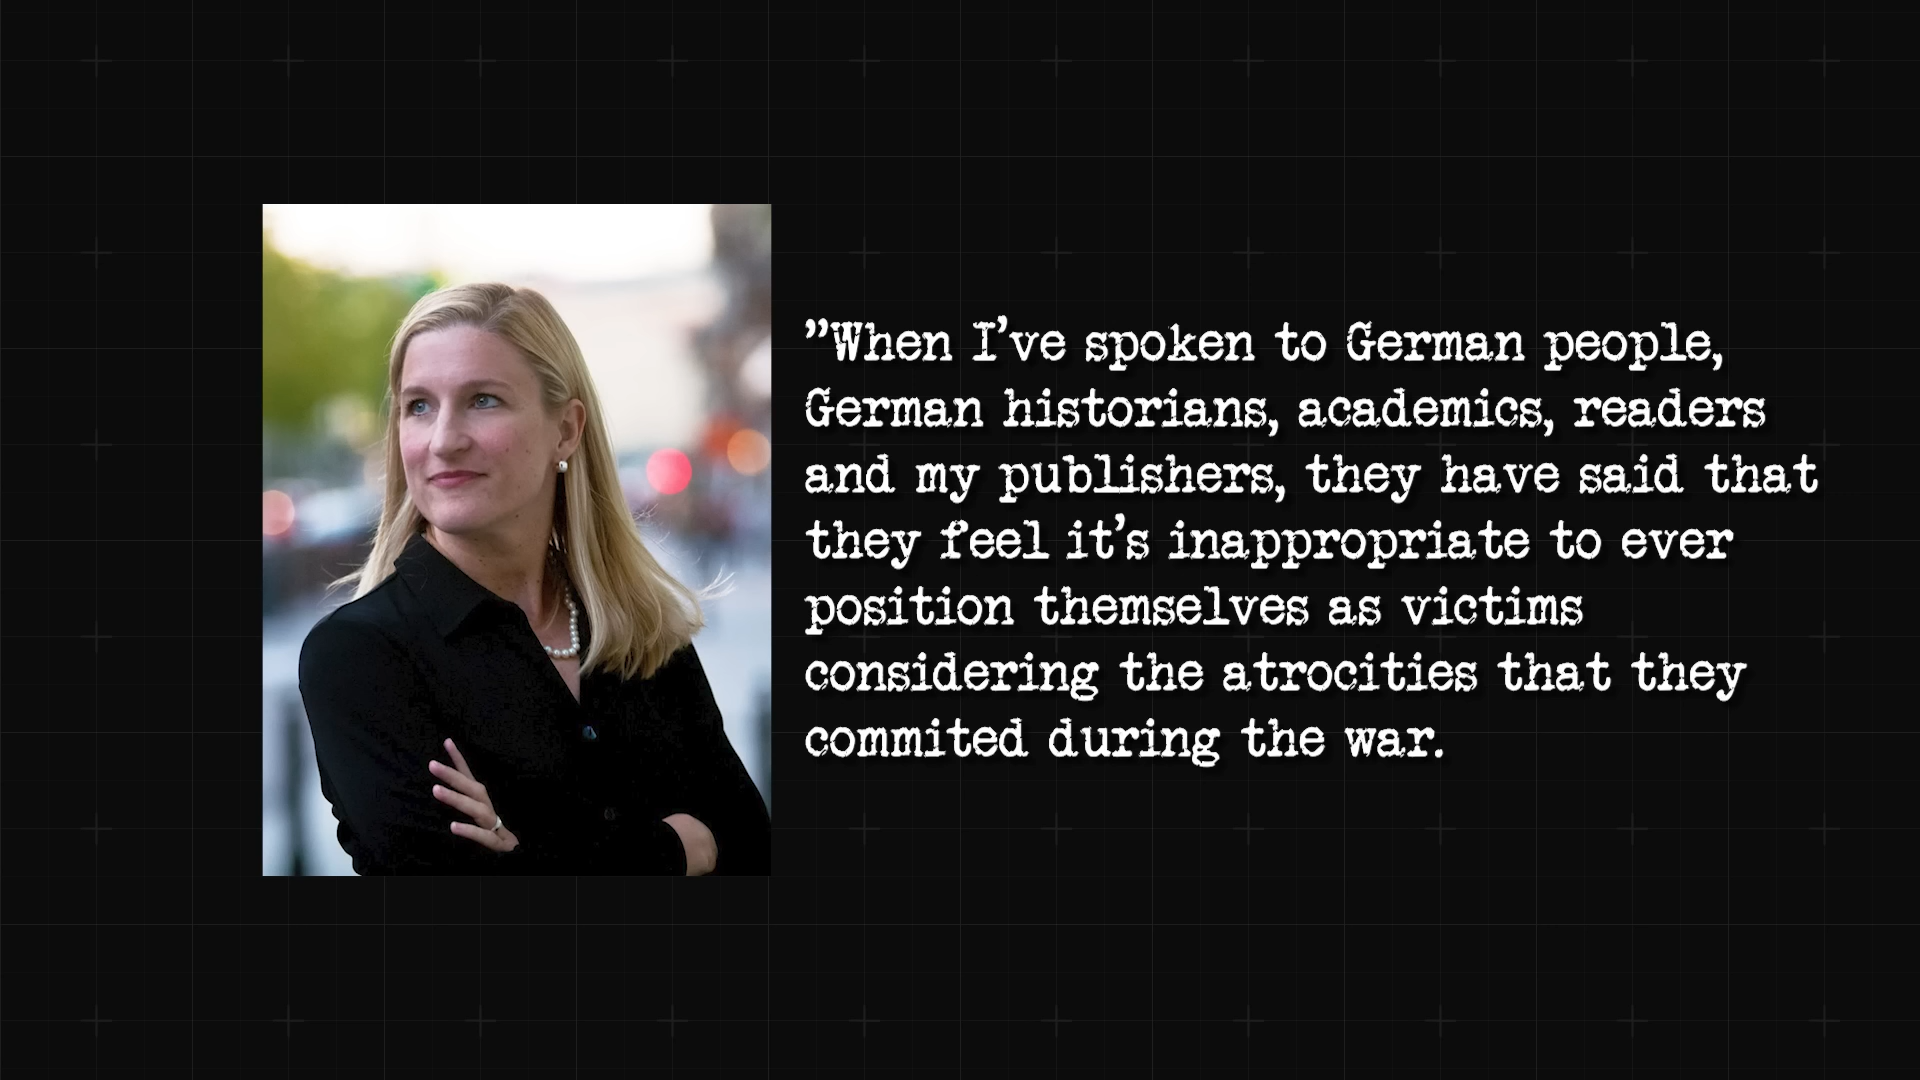 ”When I’ve spoken to German people,
German historians, academics, readers
and my publishers, they have said that
they feel it’s inappropriate to ever
position themselves as victims
considering the atrocities that they
commited during the war.